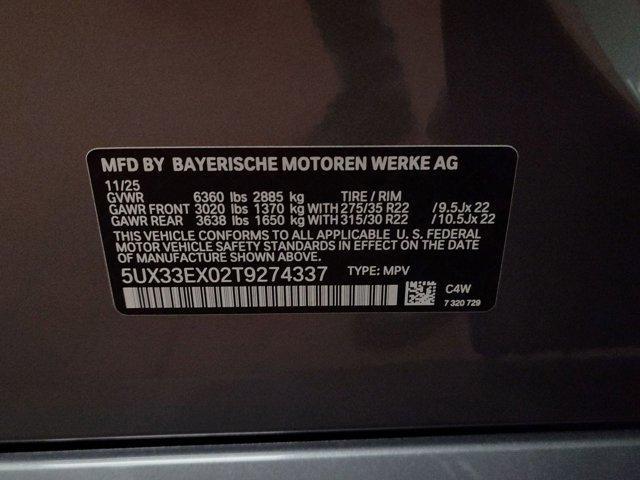 MFD BY BAYERISCHE MOTOREN WERKE AG
11/25
GVWR 6360 lbs 2885 kg TIRE / RIM
GAWR FRONT 3020 lbs 1370 kg WITH 275/35 R22 /9.5Jx22
GAWR REAR 3638 lbs 1650 kg WITH 315/30 R22 /10.5Jx22
THIS VEHICLE CONFORMS TO ALL APPLICABLE U.S. FEDERAL
MOTOR VEHICLE SAFETY STANDARDS IN EFFECT ON THE DATE
OF MANUFACTURE SHOWN ABOVE.
5UX33EX02T9274337 TYPE: MPV
C4W
7 320 729